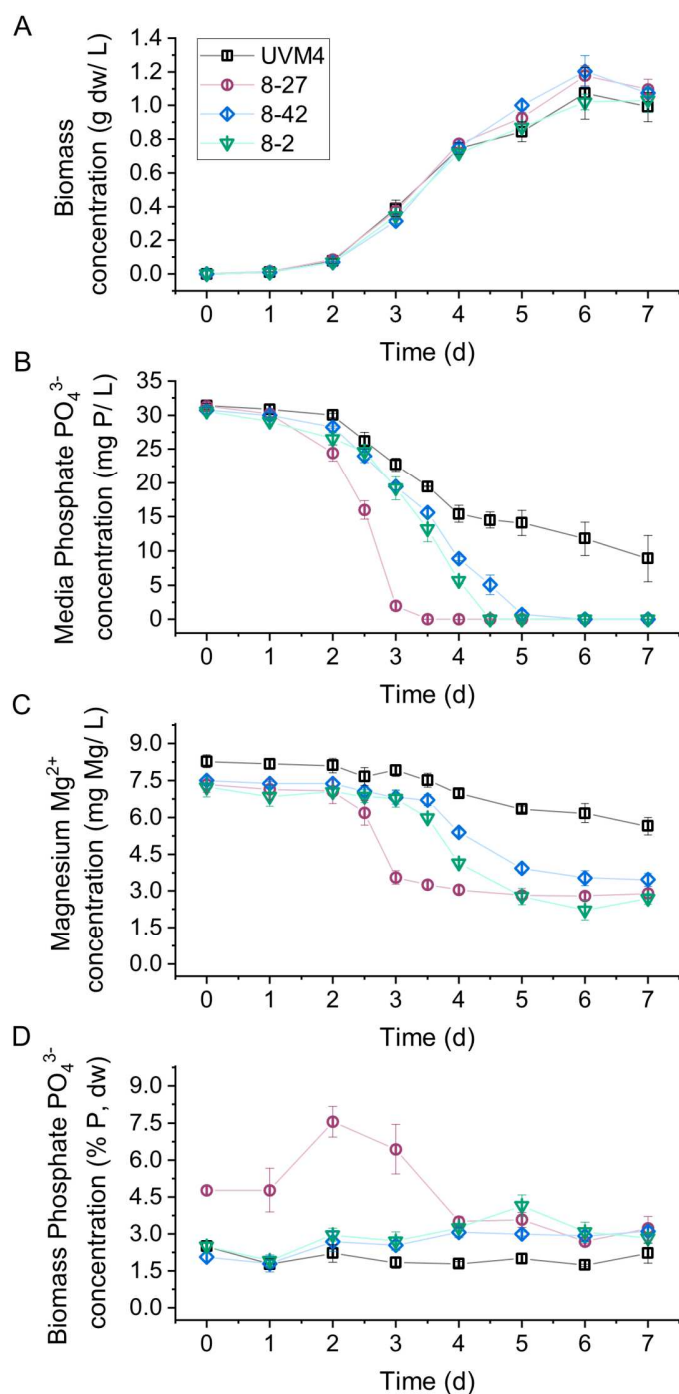 A
Biomass
concentration (g dw/ L)
1.4
1.2
1.0
0.8
0.6
0.4
0.2
0.0
UVM4
8-27
8-42
8-2
0 1 2 3 4 5 6 7
Time (d)
B
Media Phosphate PO₄³⁻
concentration (mg P/ L)
35
30
25
20
15
10
5
0
0 1 2 3 4 5 6 7
Time (d)
C
Magnesium Mg²⁺
concentration (mg Mg/ L)
9.0
7.5
6.0
4.5
3.0
1.5
0.0
0 1 2 3 4 5 6 7
Time (d)
D
Biomass Phosphate PO₄³⁻
concentration (% P, dw)
9.0
7.5
6.0
4.5
3.0
1.5
0.0
0 1 2 3 4 5 6 7
Time (d)